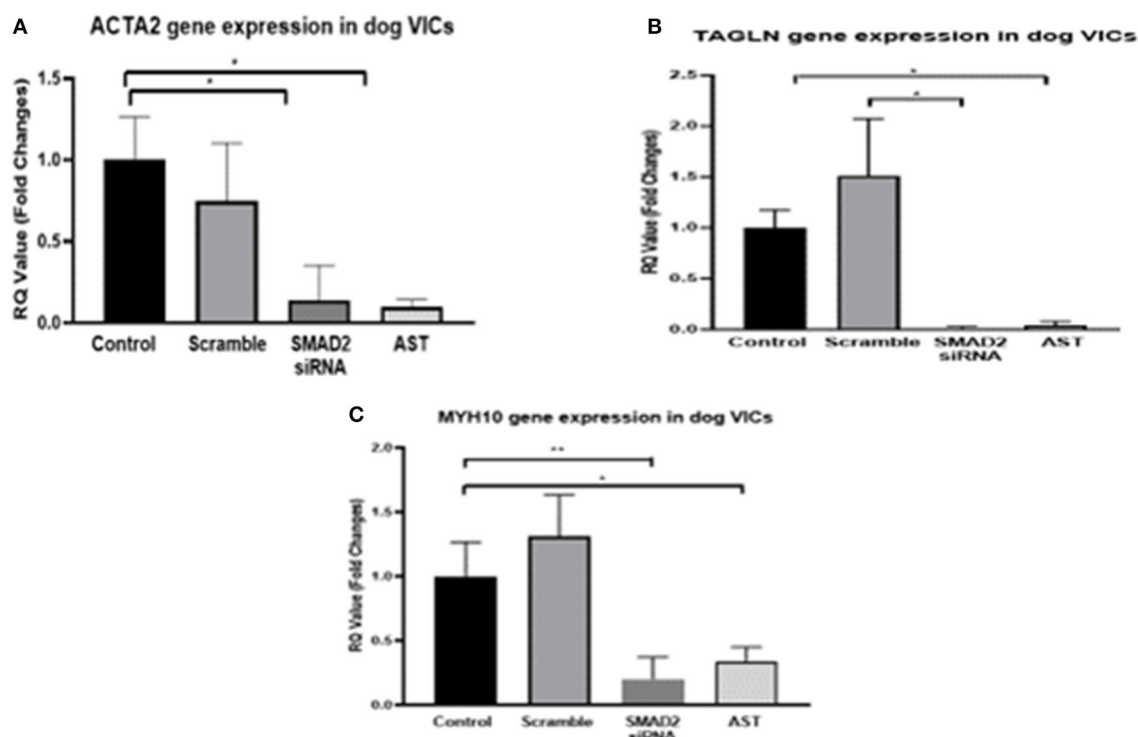 A
ACTA2 gene expression in dog VICs
*
*
RQ Value (Fold Changes)
1.5
1.0
0.5
0.0
Control
Scramble
SMAD2
siRNA
AST
B
TAGLN gene expression in dog VICs
*
*
RQ Value (Fold Changes)
2.5
2.0
1.5
1.0
0.5
0.0
Control
Scramble
SMAD2
siRNA
AST
C
MYH10 gene expression in dog VICs
**
*
RQ Value (Fold Changes)
2.0
1.5
1.0
0.5
0.0
Control
Scramble
SMAD2
siRNA
AST